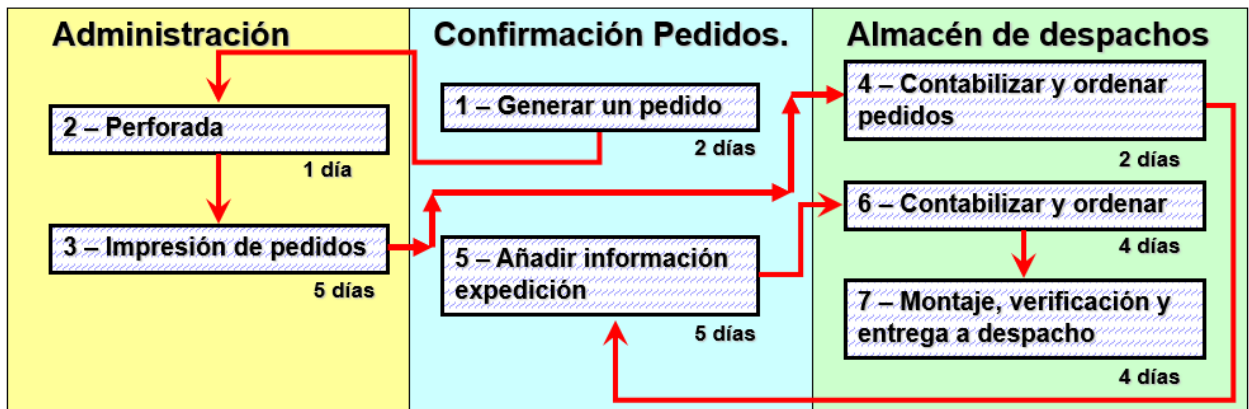 Administración
2 – Perforada
1 día
3 – Impresión de pedidos
5 días
Confirmación Pedidos.
1 – Generar un pedido
2 días
5 – Añadir información
expedición
5 días
Almacén de despachos
4 – Contabilizar y ordenar
pedidos
2 días
6 – Contabilizar y ordenar
4 días
7 – Montaje, verificación y
entrega a despacho
4 días